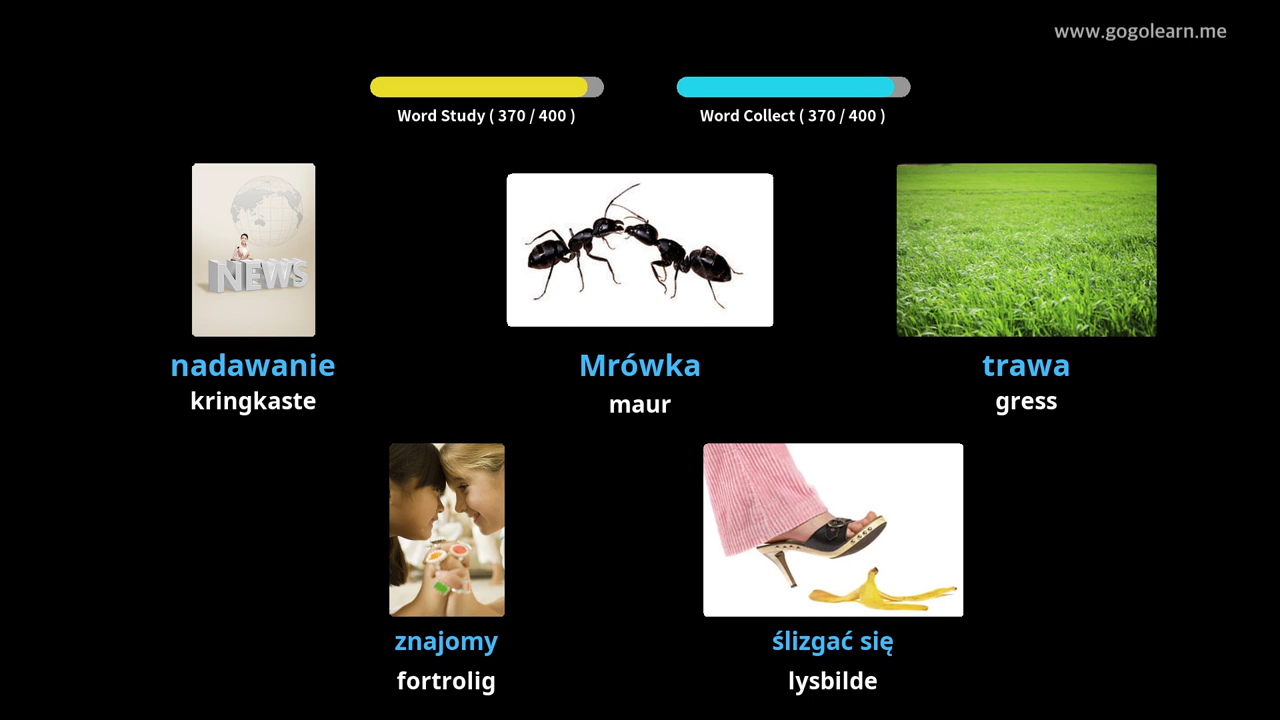 www.gogolearn.me
Word Study ( 370 / 400 )
Word Collect ( 370 / 400 )
NEWS
nadawanie
kringkaste
Mrówka
maur
trawa
gress
znajomy
fortrolig
ślizgać się
lysbilde